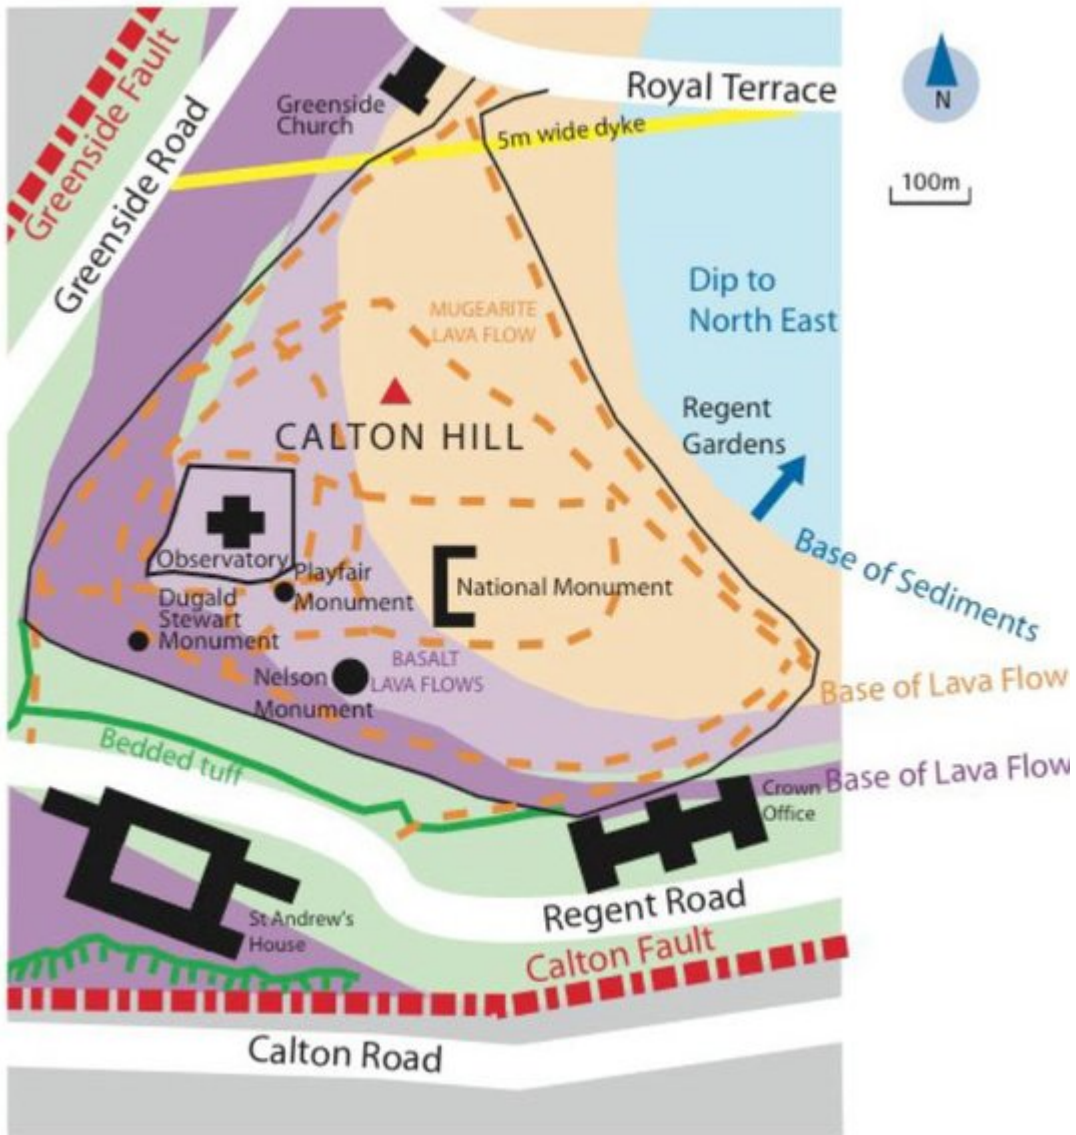 Greenside Fault
Greenside Road
Greenside
Church
Royal Terrace
5m wide dyke
N
100m
Dip to
North East
MUGEARITE
LAVA FLOW
Regent
Gardens
CALTON HILL
Base of Sediments
Observatory
Playfair
Monument
National Monument
Dugald
Stewart
Monument
BASALT
LAVA FLOWS
Nelson
Monument
Base of Lava Flow
Base of Lava Flow
Bedded tuff
Crown
Office
St Andrew's
House
Regent Road
Calton Fault
Calton Road